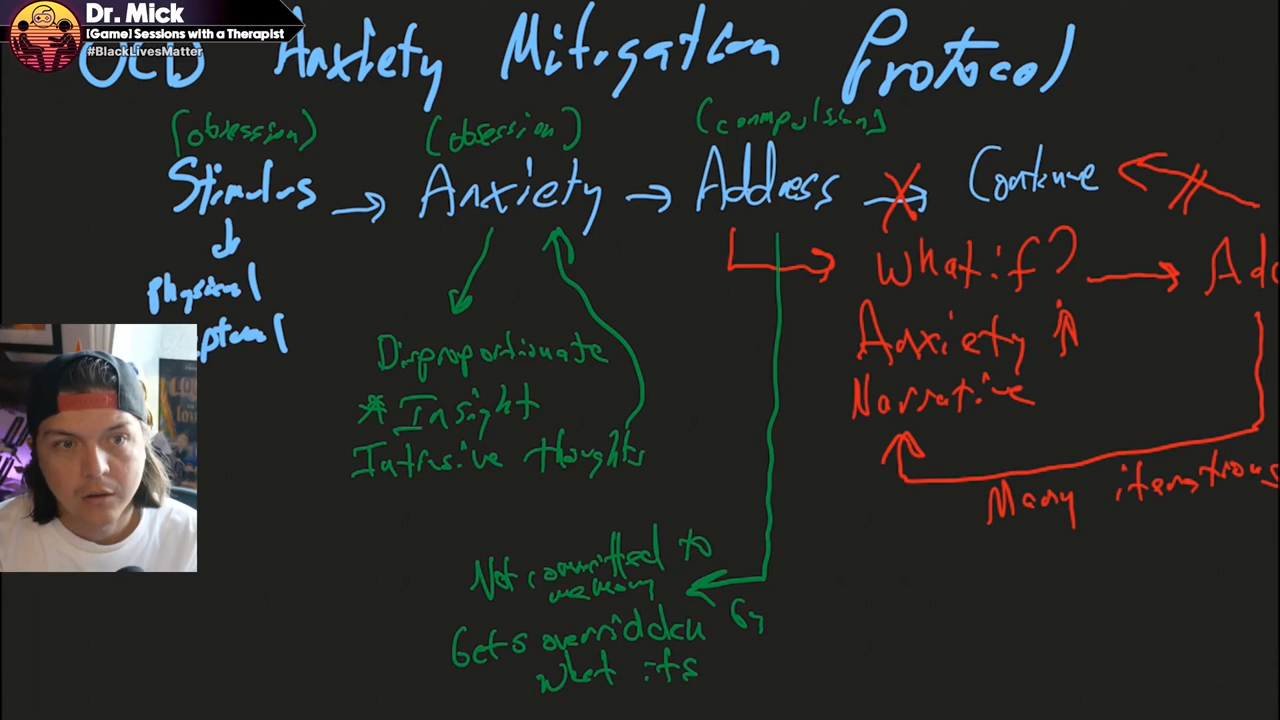 Dr. Mick
[Game] Sessions with a Therapist
#BlackLivesMatter
OCD Anxiety Mitigation Protocol
(obsession) (obsession) (compulsion)
Stimulus → Anxiety → Address → Continue
Physical
What if? → Add
Anxiety ↑
Narrative
Disproportionate
* Insight
Intrusive thoughts
Many iterations
Not committed to
memory
Gets overridden by
what ifs